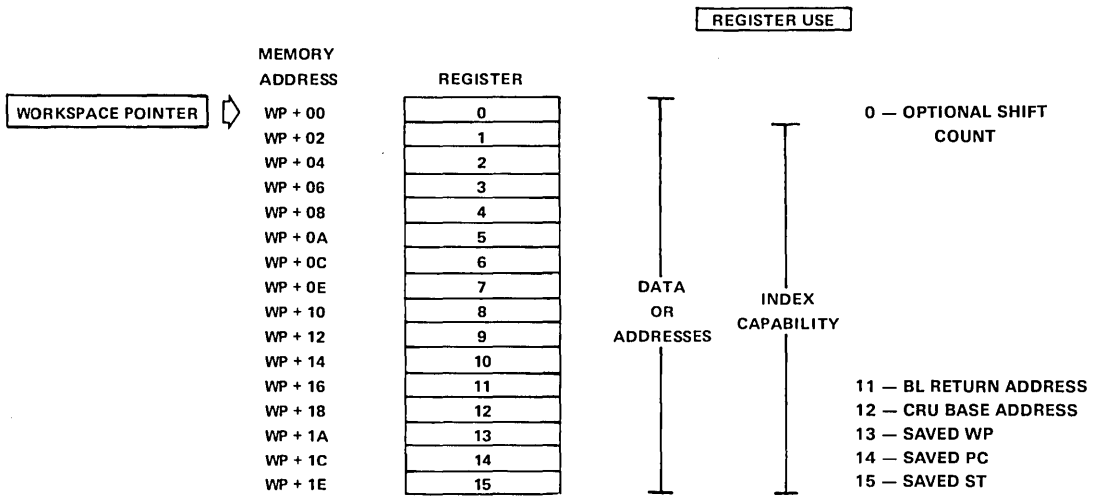 REGISTER USE
MEMORY
ADDRESS REGISTER
WORKSPACE POINTER WP + 00 0 0 — OPTIONAL SHIFT
WP + 02 1 COUNT
WP + 04 2
WP + 06 3
WP + 08 4
WP + 0A 5
WP + 0C 6
WP + 0E 7 DATA
WP + 10 8 OR INDEX
WP + 12 9 ADDRESSES CAPABILITY
WP + 14 10
WP + 16 11 11 — BL RETURN ADDRESS
WP + 18 12 12 — CRU BASE ADDRESS
WP + 1A 13 13 — SAVED WP
WP + 1C 14 14 — SAVED PC
WP + 1E 15 15 — SAVED ST